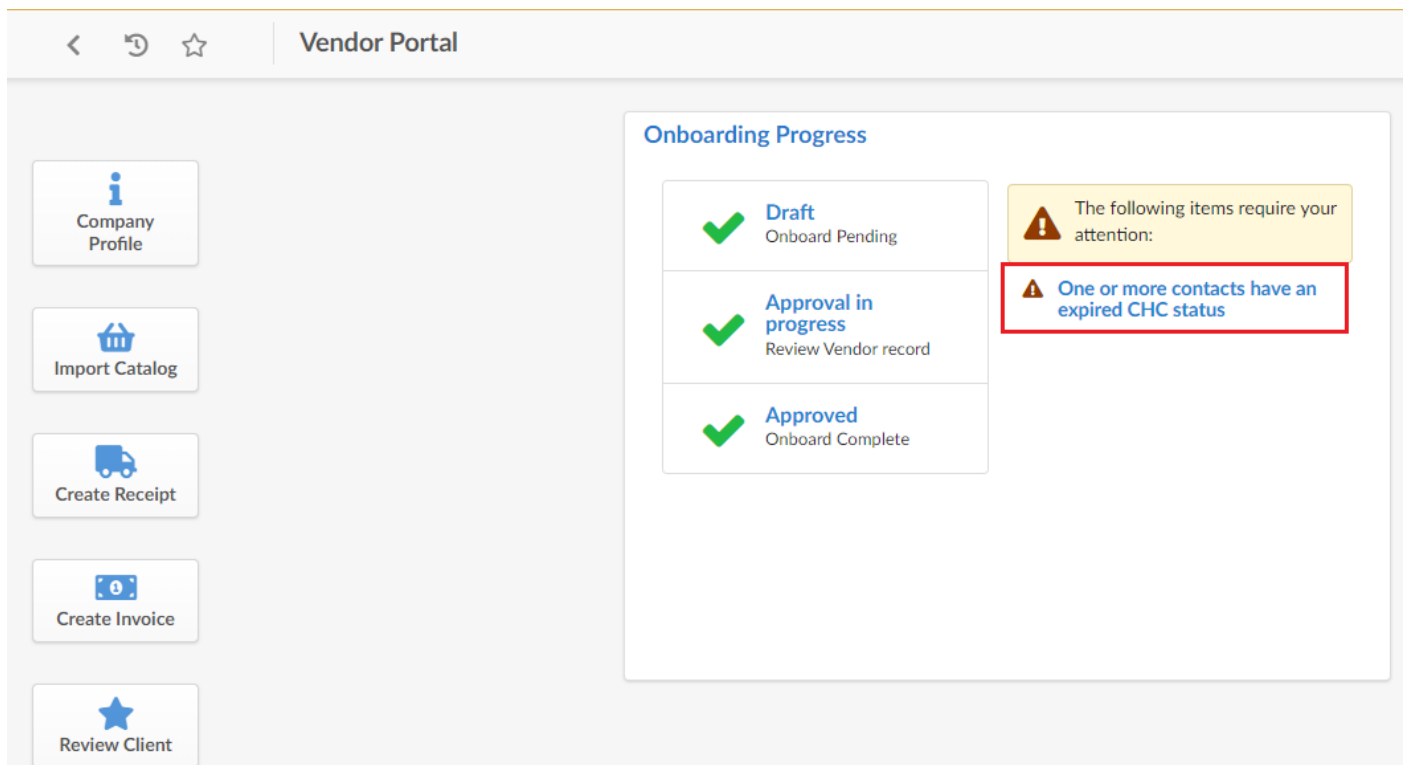 Vendor Portal
Onboarding Progress
Company
Profile
Import Catalog
Create Receipt
Create Invoice
Review Client
Draft
Onboard Pending
Approval in
progress
Review Vendor record
Approved
Onboard Complete
The following items require your
attention:
One or more contacts have an
expired CHC status